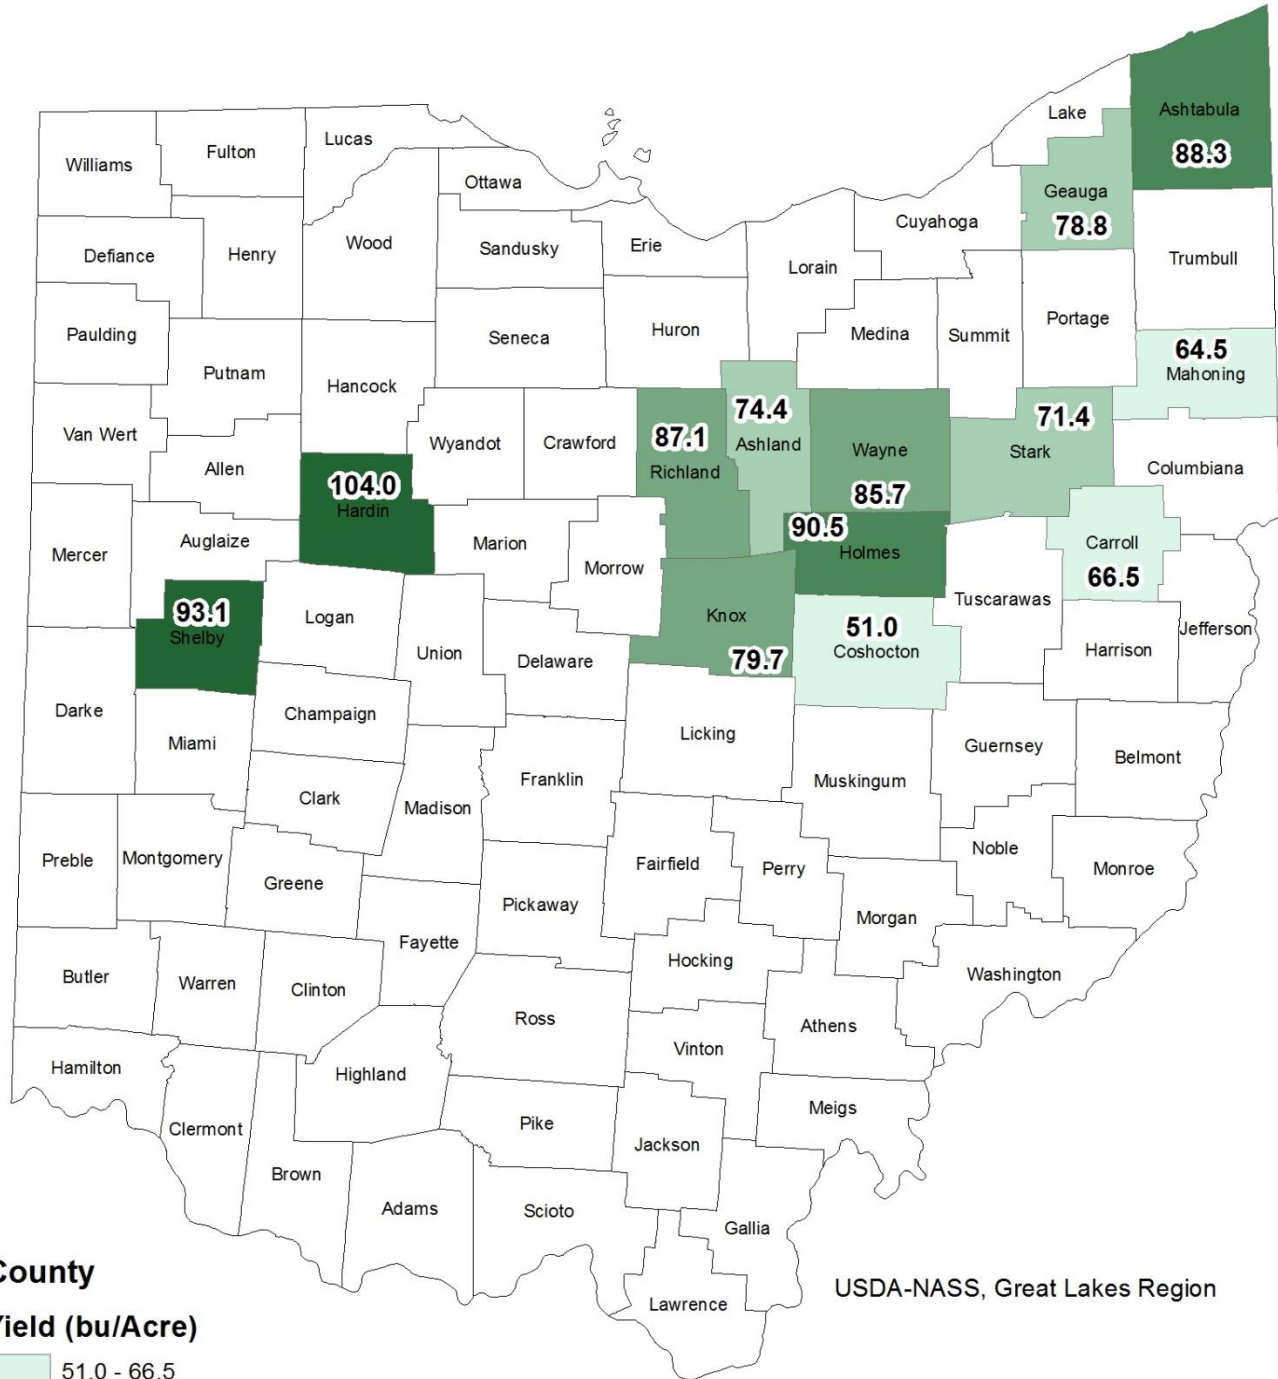 Lake
Ashtabula
88.3
Williams
Fulton
Lucas
Ottawa
Geauga
78.8
Cuyahoga
Defiance
Henry
Wood
Sandusky
Erie
Lorain
Trumbull
Paulding
Putnam
Hancock
Seneca
Huron
Medina
Summit
Portage
64.5
Mahoning
Van Wert
Allen
Wyandot
Crawford
87.1
Richland
74.4
Ashland
Wayne
85.7
71.4
Stark
Columbiana
Mercer
Auglaize
104.0
Hardin
Marion
Morrow
90.5
Holmes
Carroll
66.5
93.1
Shelby
Logan
Union
Delaware
Knox
79.7
51.0
Coshocton
Tuscarawas
Harrison
Jefferson
Darke
Miami
Champaign
Clark
Madison
Franklin
Licking
Muskingum
Guernsey
Belmont
Preble
Montgomery
Greene
Fayette
Pickaway
Fairfield
Perry
Morgan
Noble
Monroe
Butler
Warren
Clinton
Ross
Hocking
Athens
Washington
Hamilton
Clermont
Highland
Pike
Vinton
Jackson
Meigs
Brown
Adams
Scioto
Gallia
Lawrence
County
Yield (bu/Acre)
51.0 - 66.5
USDA-NASS, Great Lakes Region